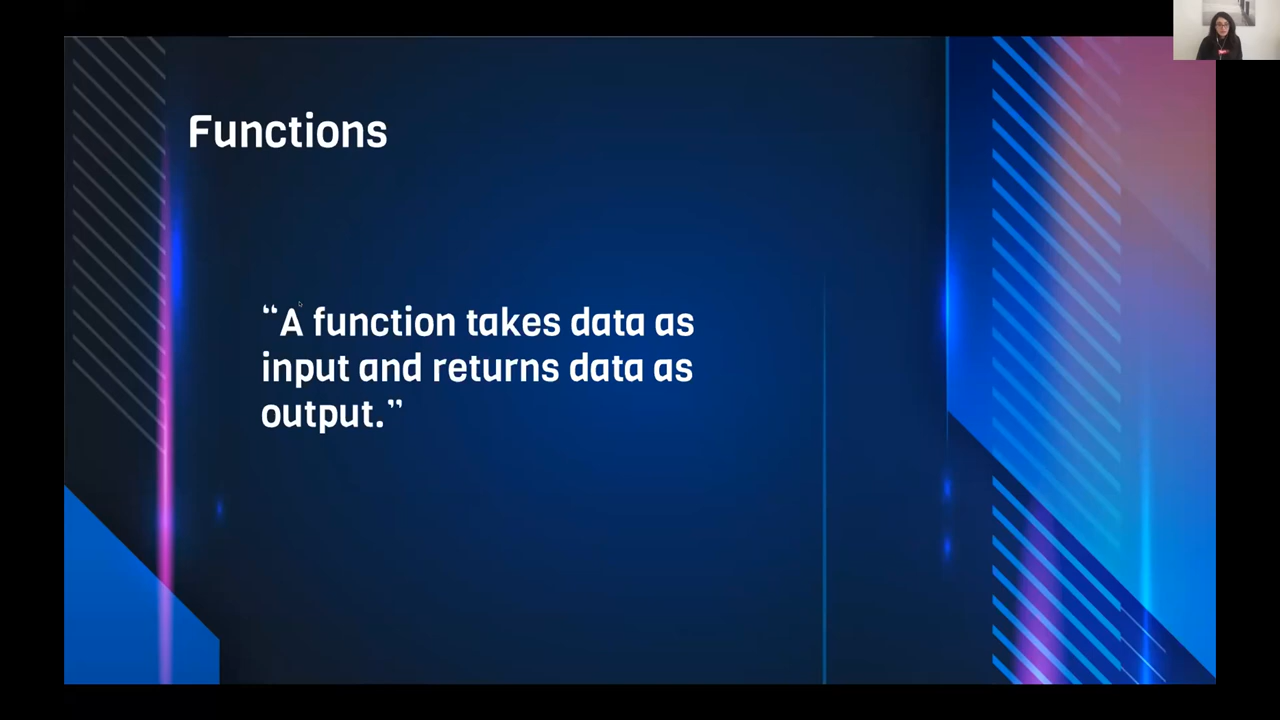 Functions
“A function takes data as
input and returns data as
output.”